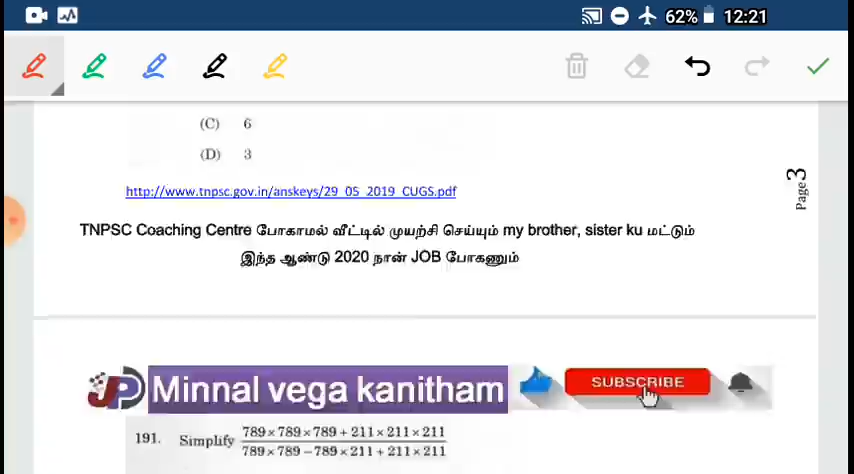 62% 12:21
(C) 6
(D) 3
http://www.tnpsc.gov.in/anskeys/29_05_2019_CUGS.pdf
Page 3
TNPSC Coaching Centre போகாமல் வீட்டில் முயற்சி செய்யும் my brother, sister ku மட்டும்
இந்த ஆண்டு 2020 நான் JOB போகணும்
JP Minnal vega kanitham SUBSCRIBE
191. Simplify 789×789×789+211×211×211
789×789−789×211+211×211